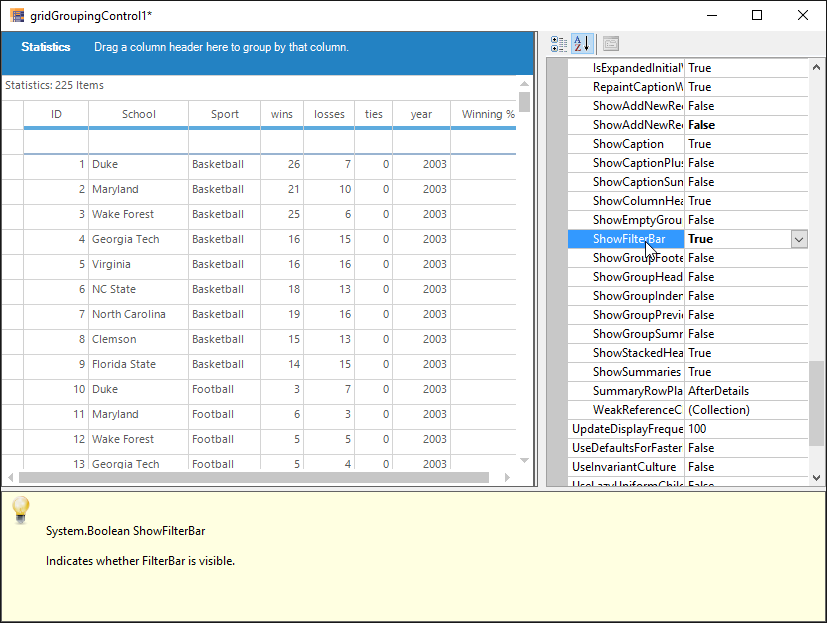 gridGroupingControl1*
Statistics Drag a column header here to group by that column.
Statistics: 225 Items
ID School Sport wins losses ties year Winning %
1 Duke Basketball 26 7 0 2003
2 Maryland Basketball 21 10 0 2003
3 Wake Forest Basketball 25 6 0 2003
4 Georgia Tech Basketball 16 15 0 2003
5 Virginia Basketball 16 16 0 2003
6 NC State Basketball 18 13 0 2003
7 North Carolina Basketball 19 16 0 2003
8 Clemson Basketball 15 13 0 2003
9 Florida State Basketball 14 15 0 2003
10 Duke Football 3 7 0 2003
11 Maryland Football 6 3 0 2003
12 Wake Forest Football 5 5 0 2003
13 Georgia Tech Football 5 4 0 2003
IsExpandedInitialV True
RepaintCaptionW True
ShowAddNewRec False
ShowAddNewRec False
ShowCaption True
ShowCaptionPlus False
ShowCaptionSum False
ShowColumnHea True
ShowEmptyGrou False
ShowFilterBar True
ShowGroupFoote False
ShowGroupHead False
ShowGroupInden False
ShowGroupPrevi False
ShowGroupSumm False
ShowStackedHea True
ShowSummaries True
SummaryRowPla AfterDetails
WeakReferenceC (Collection)
UpdateDisplayFreque 100
UseDefaultsForFaster False
UseInvariantCulture False
UseLazyUniformChil False
System.Boolean ShowFilterBar
Indicates whether FilterBar is visible.